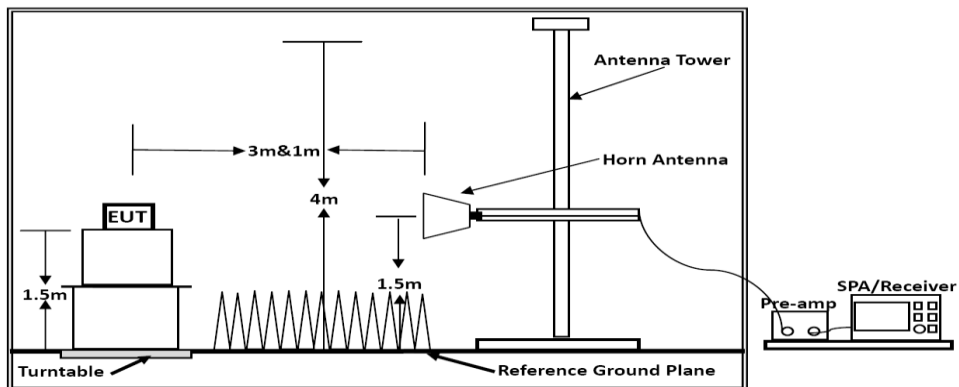 Antenna Tower
3m&1m
Horn Antenna
4m
EUT
1.5m
1.5m
SPA/Receiver
Pre-amp
Turntable
Reference Ground Plane